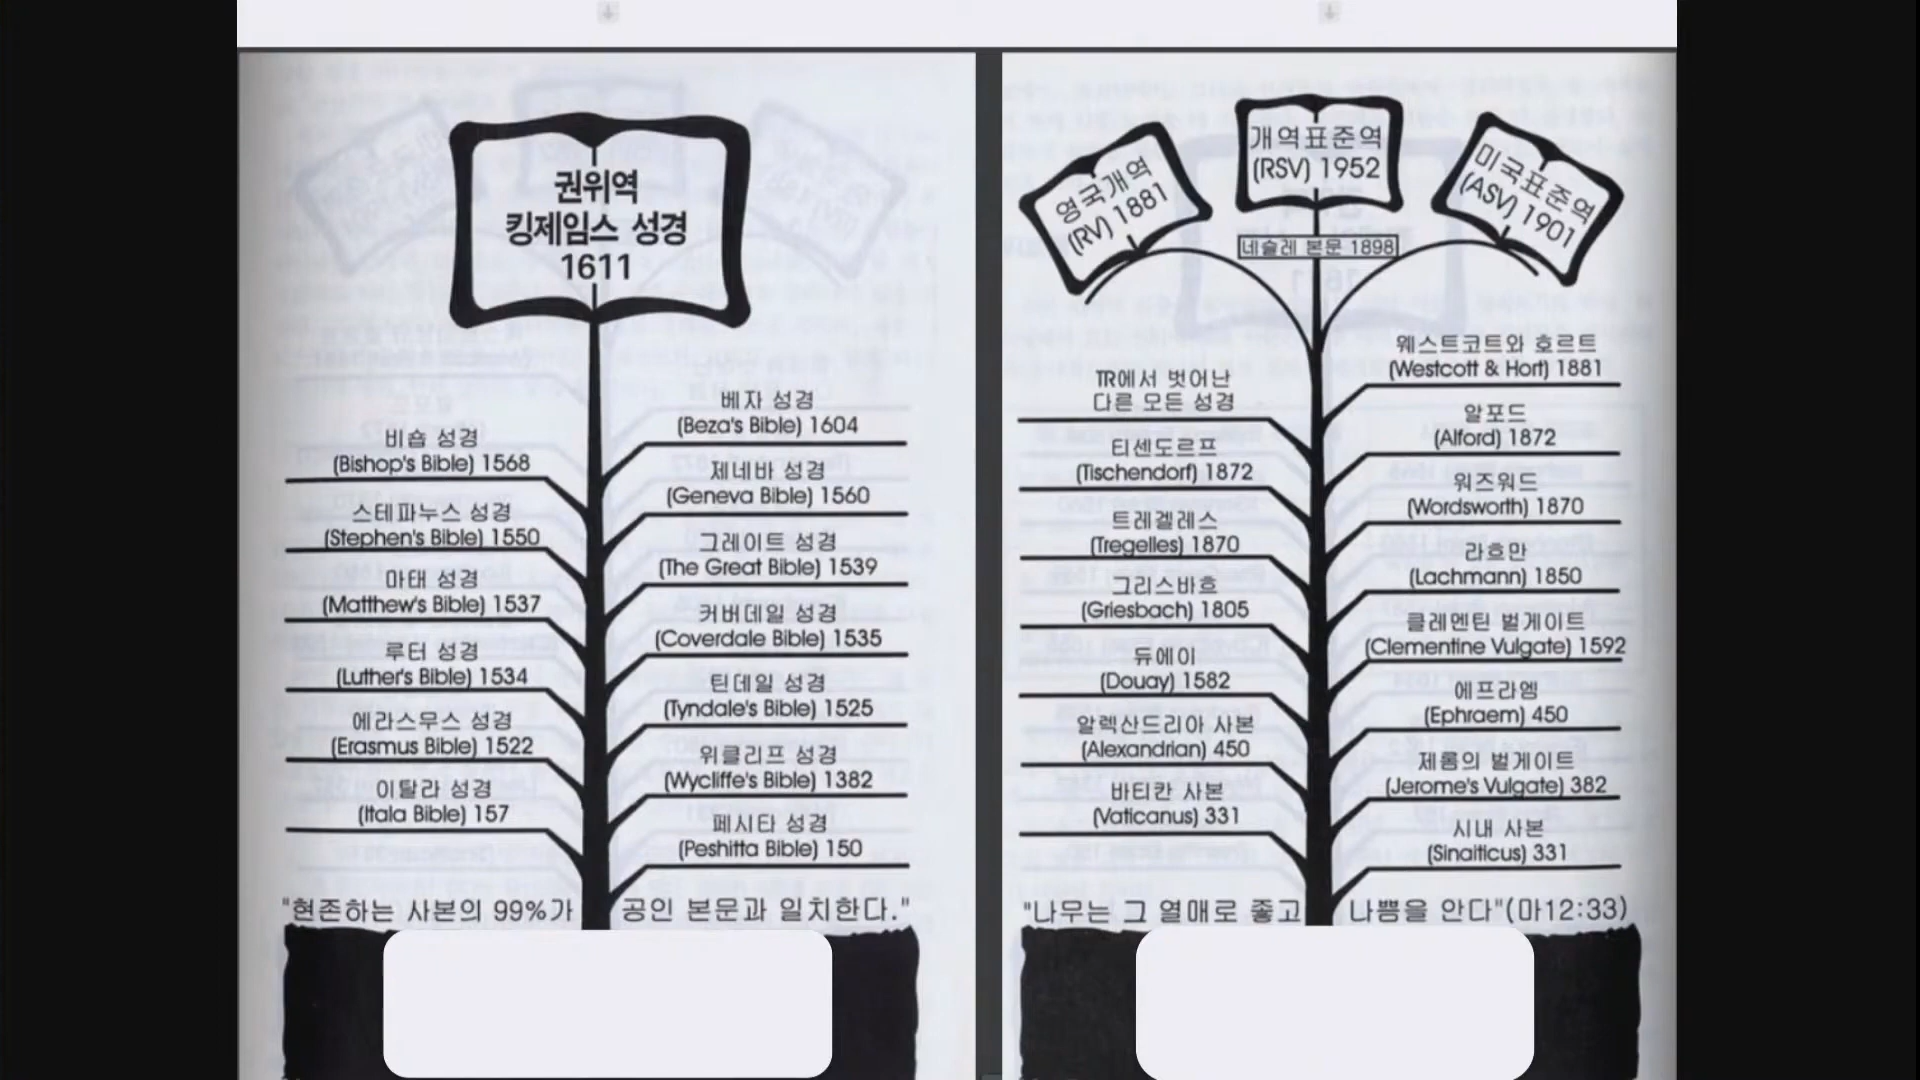 권위역
킹제임스 성경
1611
비숍 성경
(Bishop's Bible) 1568
스테파누스 성경
(Stephen's Bible) 1550
마태 성경
(Matthew's Bible) 1537
루터 성경
(Luther's Bible) 1534
에라스무스 성경
(Erasmus Bible) 1522
이탈라 성경
(Itala Bible) 157
베자 성경
(Beza's Bible) 1604
제네바 성경
(Geneva Bible) 1560
그레이트 성경
(The Great Bible) 1539
커버데일 성경
(Coverdale Bible) 1535
틴데일 성경
(Tyndale's Bible) 1525
위클리프 성경
(Wycliffe's Bible) 1382
페시타 성경
(Peshitta Bible) 150
"현존하는 사본의 99%가 공인 본문과 일치한다."
영국개역
(RV) 1881
개역표준역
(RSV) 1952
미국표준역
(ASV) 1901
네슬레 본문 1898
TR에서 벗어난
다른 모든 성경
티센도르프
(Tischendorf) 1872
트레겔레스
(Tregelles) 1870
그리스바흐
(Griesbach) 1805
듀에이
(Douay) 1582
알렉산드리아 사본
(Alexandrian) 450
바티칸 사본
(Vaticanus) 331
웨스트코트와 호르트
(Westcott & Hort) 1881
알포드
(Alford) 1872
워즈워드
(Wordsworth) 1870
라흐만
(Lachmann) 1850
클레멘틴 벌게이트
(Clementine Vulgate) 1592
에프라엠
(Ephraem) 450
제롬의 벌게이트
(Jerome's Vulgate) 382
시내 사본
(Sinaiticus) 331
"나무는 그 열매로 좋고 나쁨을 안다"(마12:33)